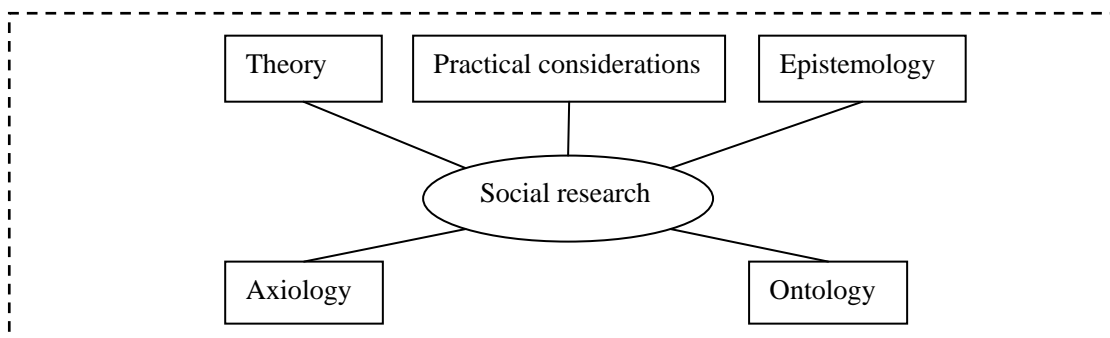 Theory
Practical considerations
Epistemology
Social research
Axiology
Ontology